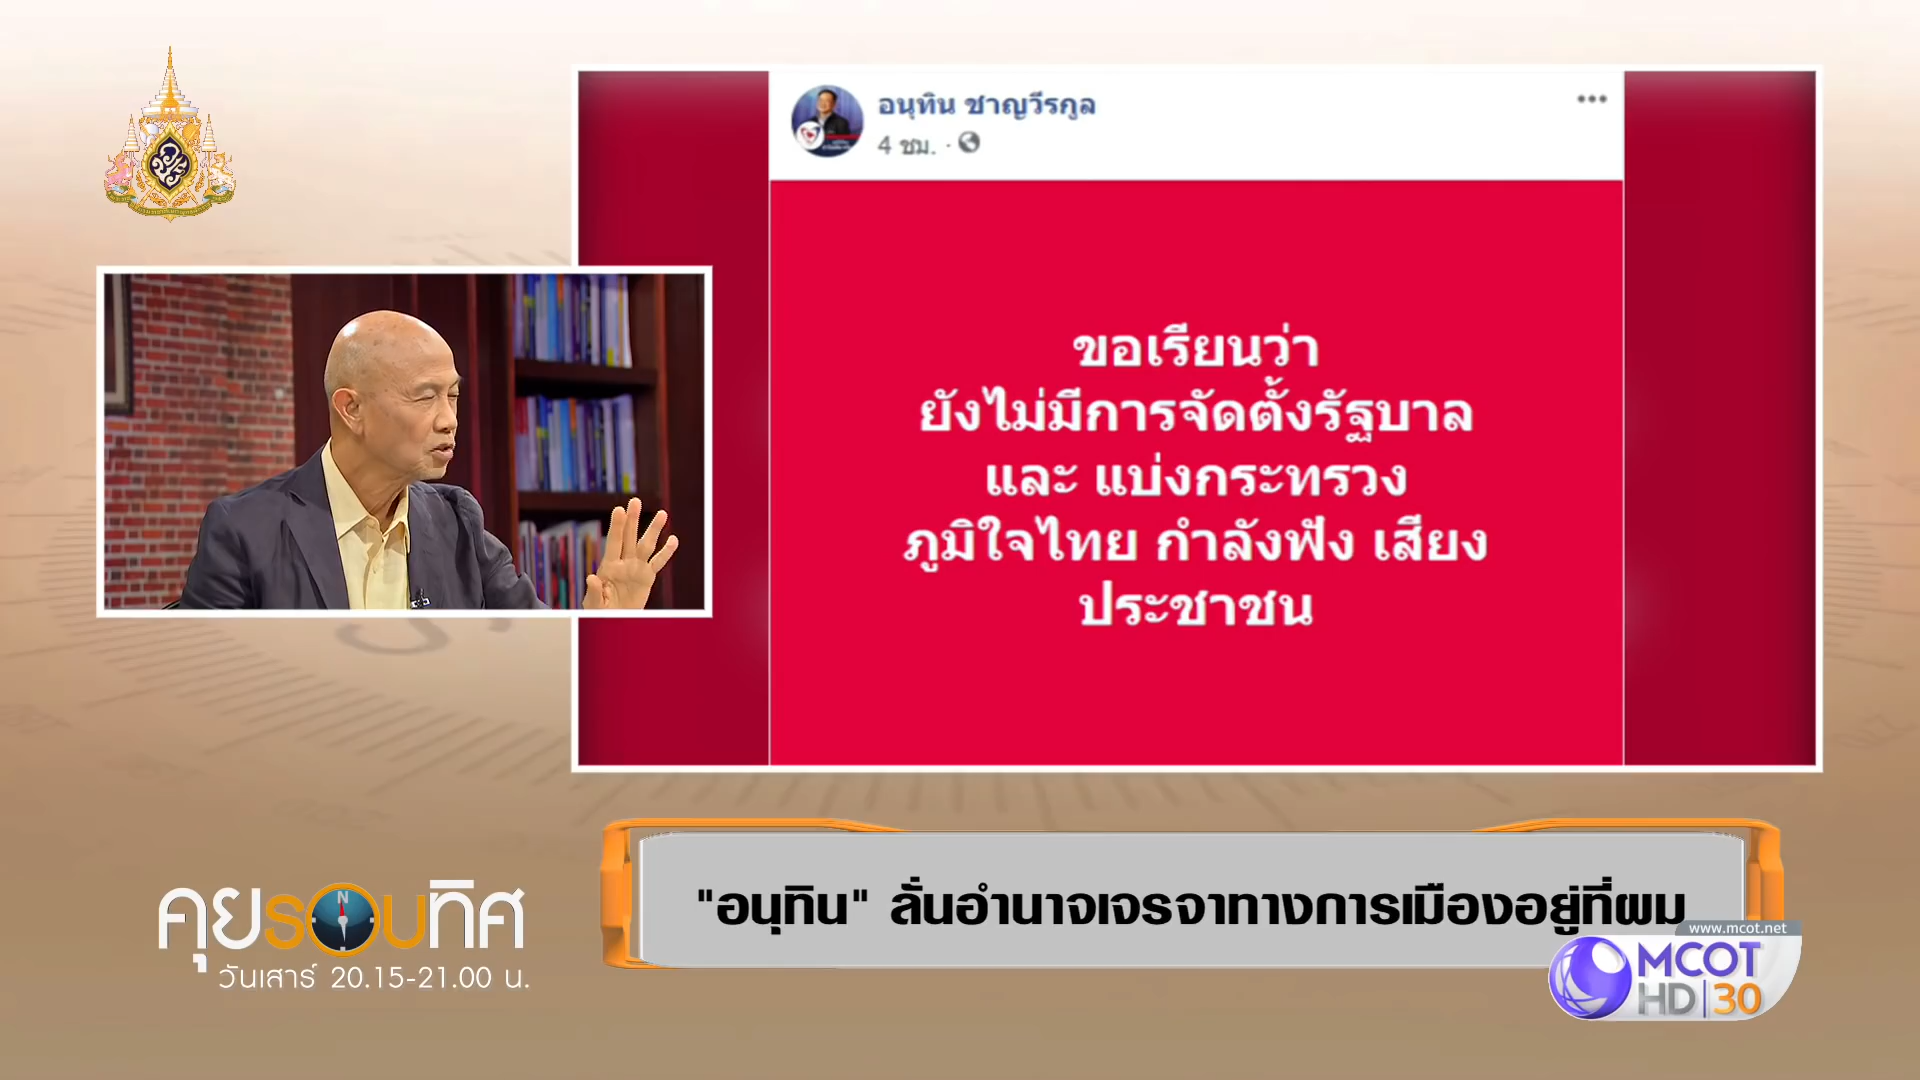 อนุทิน ชาญวีรกูล
4 ชม.
ขอเรียนว่า
ยังไม่มีการจัดตั้งรัฐบาล
และ แบ่งกระทรวง
ภูมิใจไทย กำลังฟัง เสียง
ประชาชน
"อนุทิน" ลั่นอำนาจเจรจาทางการเมืองอยู่ที่ผม
คุยรอบทิศ
N
วันเสาร์ 20.15-21.00 น.
www.mcot.net
MCOT
HD 30